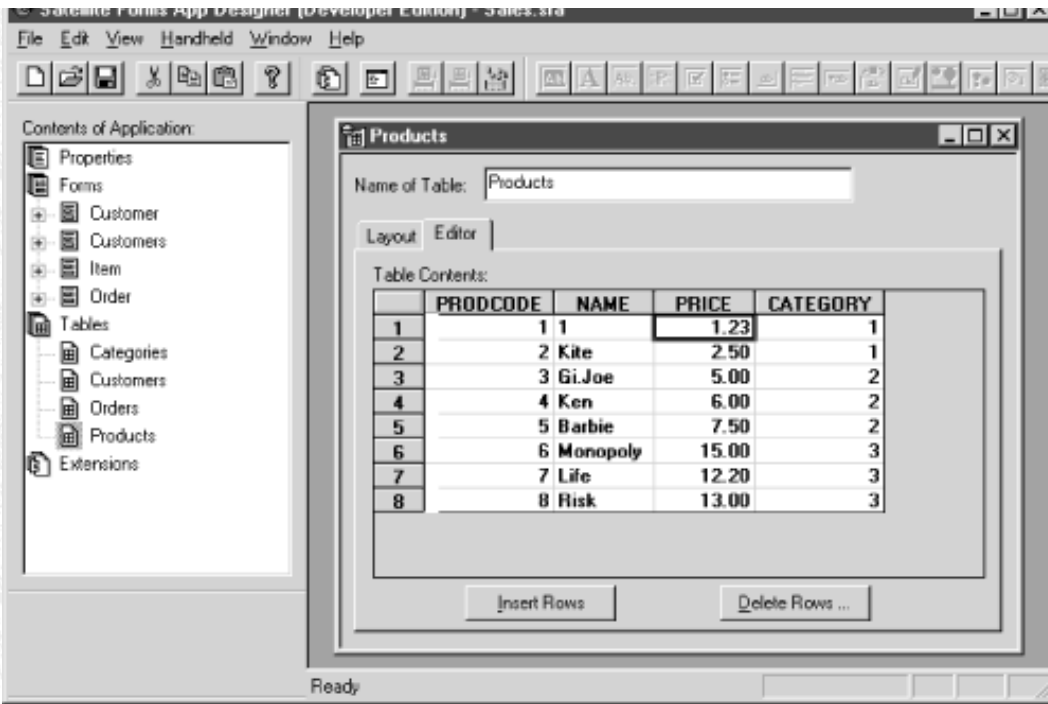 Satellite Forms App Designer (Developer Edition) - Sales.sfa
File Edit View Handheld Window Help
Contents of Application:
Properties
Forms
Customer
Customers
Item
Order
Tables
Categories
Customers
Orders
Products
Extensions
Products
Name of Table: Products
Layout Editor
Table Contents:
PRODCODE NAME PRICE CATEGORY
1 1 1 1.23 1
2 2 Kite 2.50 1
3 3 Gi.Joe 5.00 2
4 4 Ken 6.00 2
5 5 Barbie 7.50 2
6 6 Monopoly 15.00 3
7 7 Life 12.20 3
8 8 Risk 13.00 3
Insert Rows Delete Rows ...
Ready